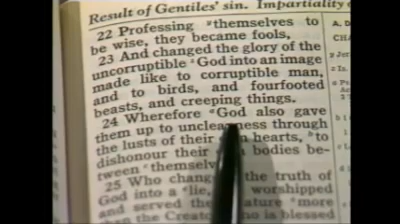 Result of Gentiles' sin. Impartiality
22 Professing themselves to
be wise, they became fools,
23 And changed the glory of the
uncorruptible God into an image
made like to corruptible man,
and to birds, and fourfooted
beasts, and creeping things.
24 Wherefore God also gave
them up to uncleanness through
the lusts of their own hearts, to
dishonour their own bodies be-
tween themselves
25 Who changed the truth of
God into a lie, worshipped
and served the more
than the Creator who is blessed